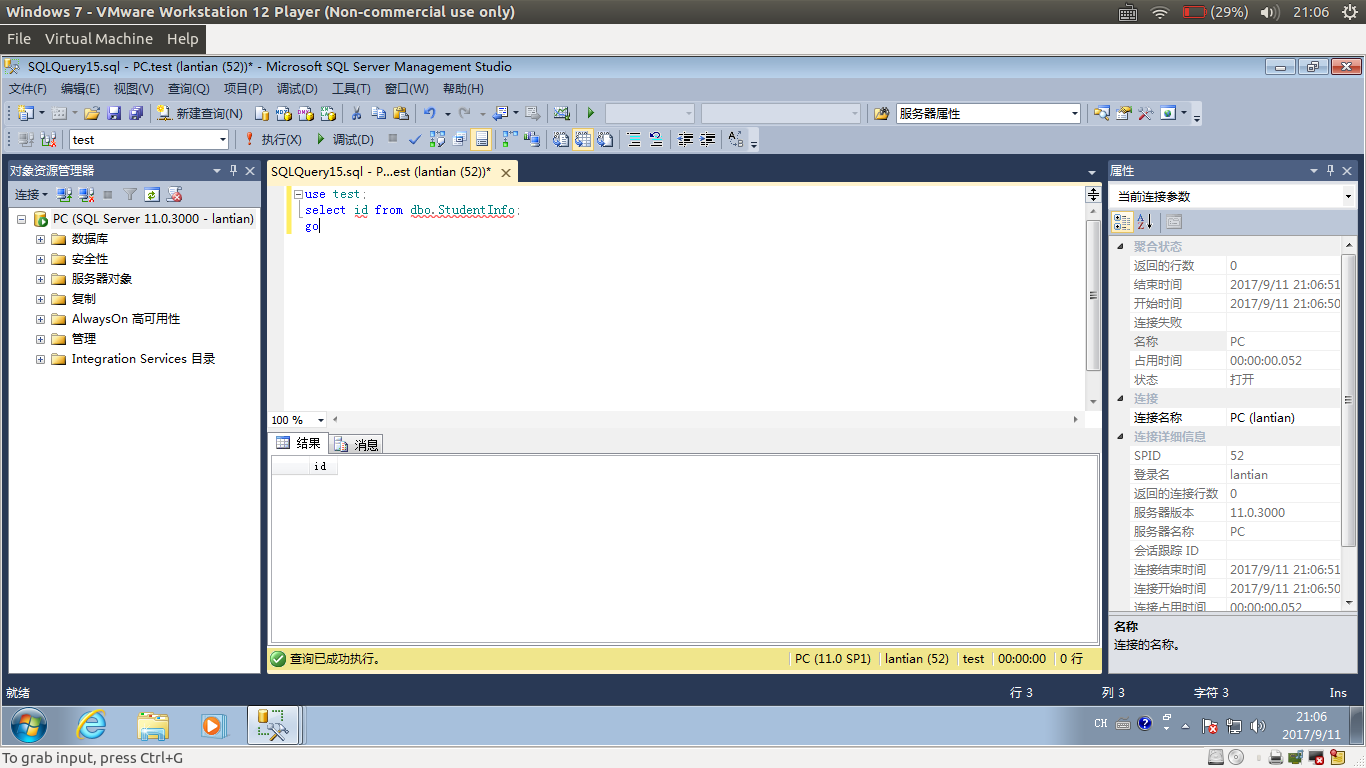 Windows 7 - VMware Workstation 12 Player (Non-commercial use only)
(29%)
21:06
File Virtual Machine Help
SQLQuery15.sql - PC.test (lantian (52))* - Microsoft SQL Server Management Studio
文件(F) 编辑(E) 视图(V) 查询(Q) 项目(P) 调试(D) 工具(T) 窗口(W) 帮助(H)
新建查询(N)
服务器属性
test
执行(X)
调试(D)
对象资源管理器
连接
PC (SQL Server 11.0.3000 - lantian)
数据库
安全性
服务器对象
复制
AlwaysOn 高可用性
管理
Integration Services 目录
SQLQuery15.sql - P...est (lantian (52))*
use test;
select id from dbo.StudentInfo;
go
100 %
结果
消息
id
查询已成功执行。
PC (11.0 SP1)
lantian (52)
test
00:00:00
0 行
属性
当前连接参数
聚合状态
返回的行数 0
结束时间 2017/9/11 21:06:51
开始时间 2017/9/11 21:06:50
连接失败
名称 PC
占用时间 00:00:00.052
状态 打开
连接
连接名称 PC (lantian)
连接详细信息
SPID 52
登录名 lantian
返回的连接行数 0
服务器版本 11.0.3000
服务器名称 PC
会话跟踪 ID
连接结束时间 2017/9/11 21:06:51
连接开始时间 2017/9/11 21:06:50
连接占用时间 00:00:00.052
名称
连接的名称。
就绪
行 3
列 3
字符 3
Ins
CH
21:06
2017/9/11
To grab input, press Ctrl+G